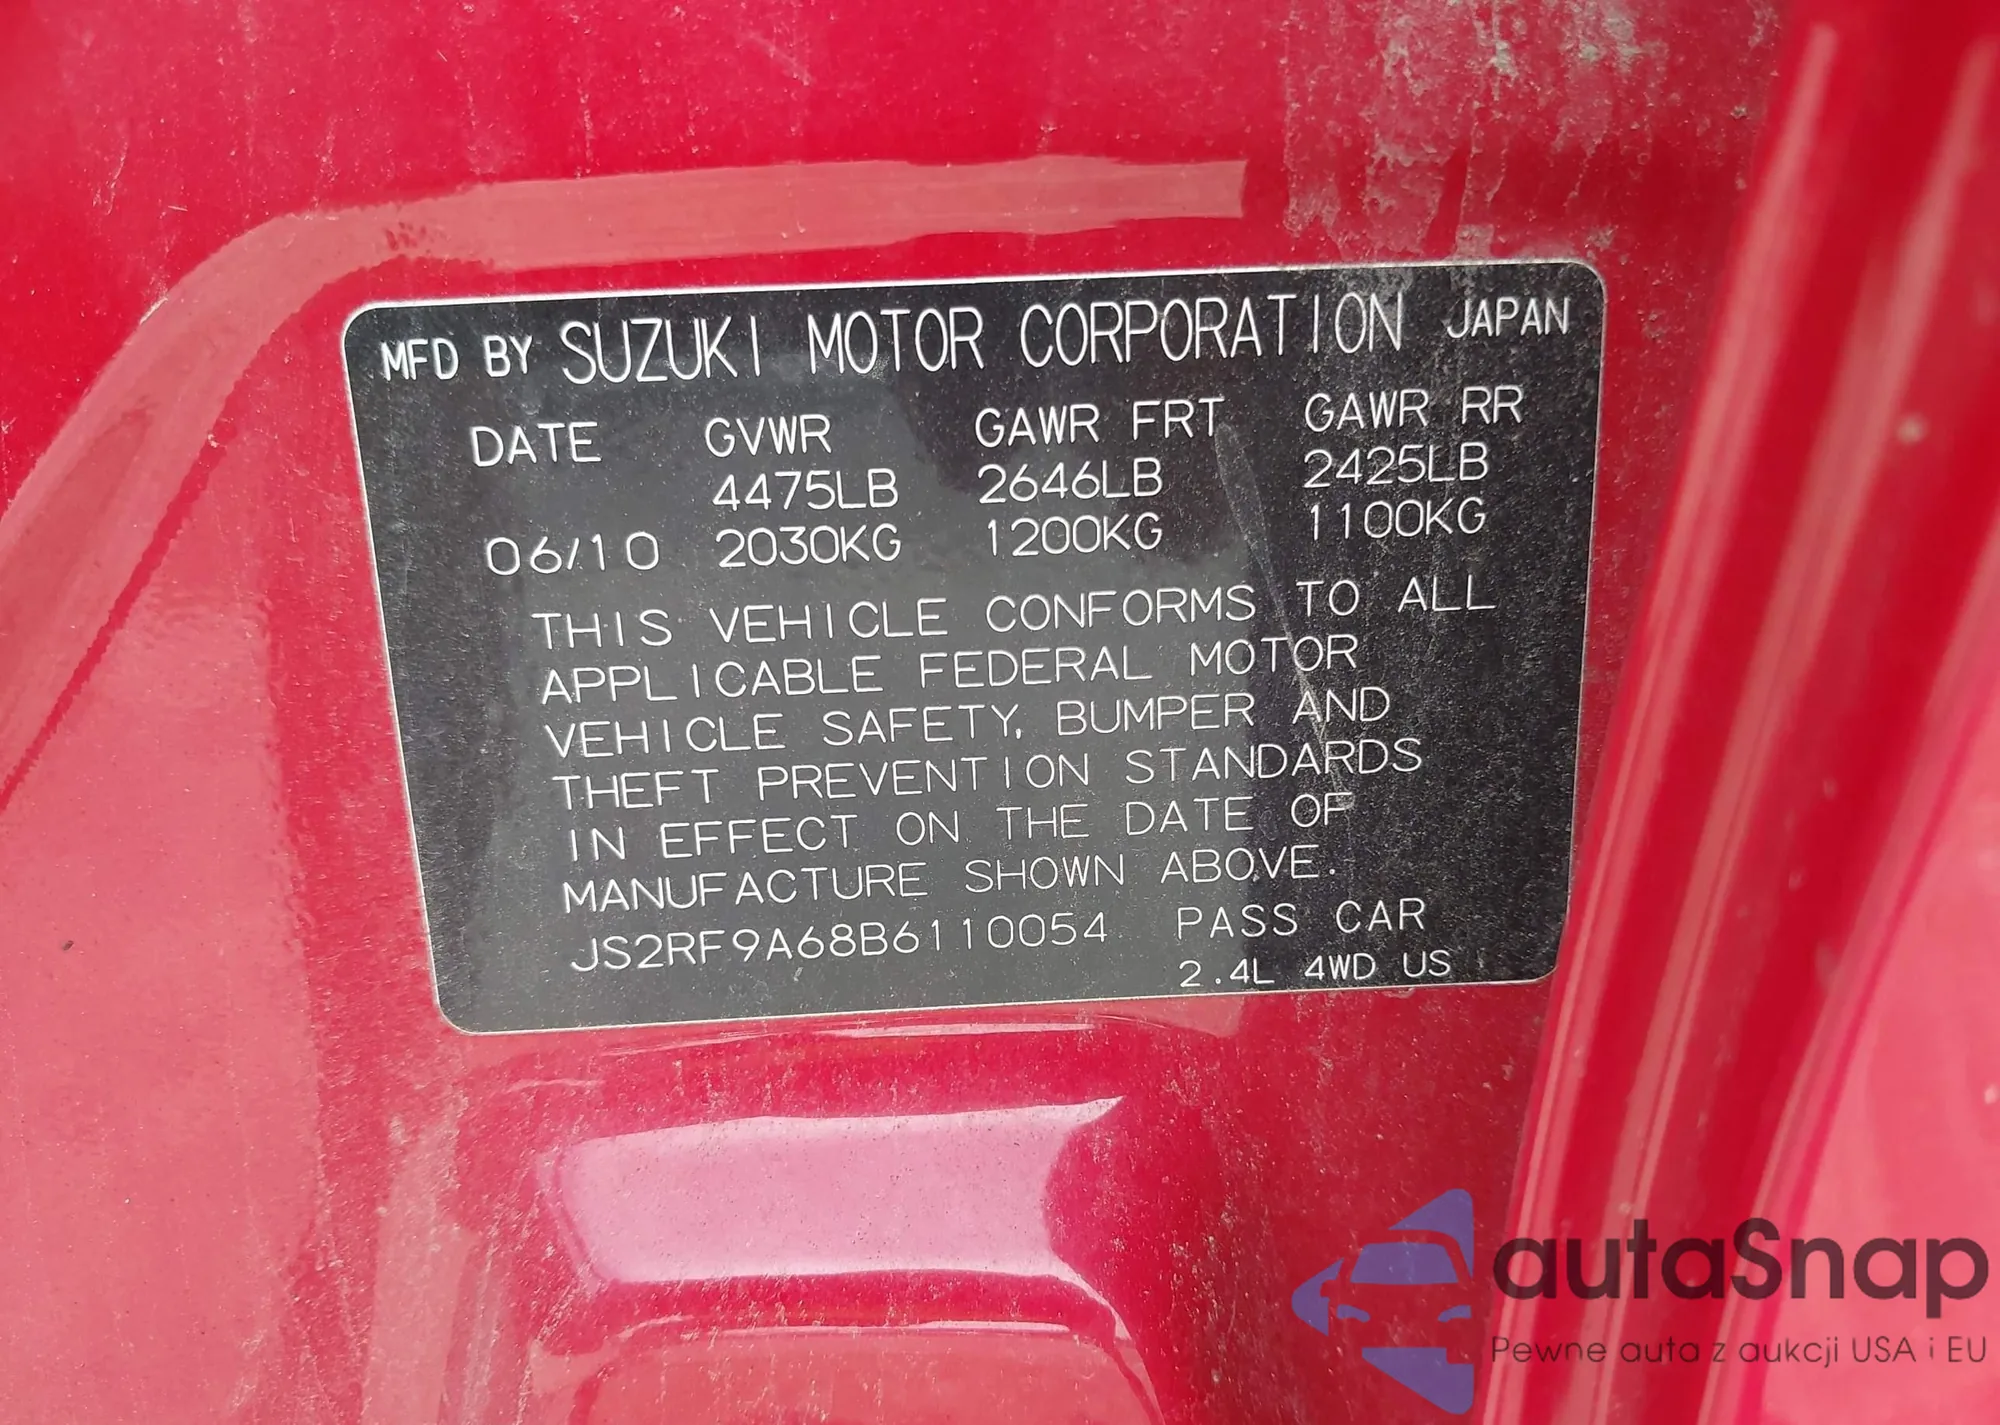 MFD BY SUZUKI MOTOR CORPORATION JAPAN
DATE GVWR GAWR FRT GAWR RR
4475LB 2646LB 2425LB
06/10 2030KG 1200KG 1100KG
THIS VEHICLE CONFORMS TO ALL
APPLICABLE FEDERAL MOTOR
VEHICLE SAFETY, BUMPER AND
THEFT PREVENTION STANDARDS
IN EFFECT ON THE DATE OF
MANUFACTURE SHOWN ABOVE.
JS2RF9A68B6110054 PASS CAR
2.4L 4WD US
autaSnap
Pewne auta z aukcji USA i EU